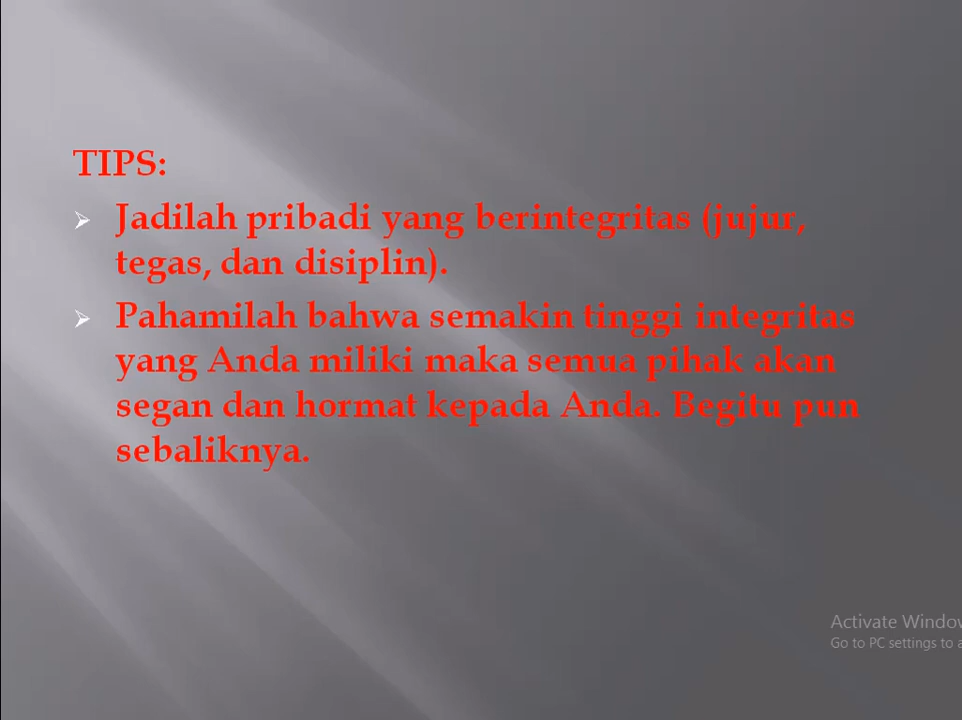 TIPS:
Jadilah pribadi yang berintegritas (jujur,
tegas, dan disiplin).
Pahamilah bahwa semakin tinggi integritas
yang Anda miliki maka semua pihak akan
segan dan hormat kepada Anda. Begitu pun
sebaliknya.
Activate
Go to PC settings to